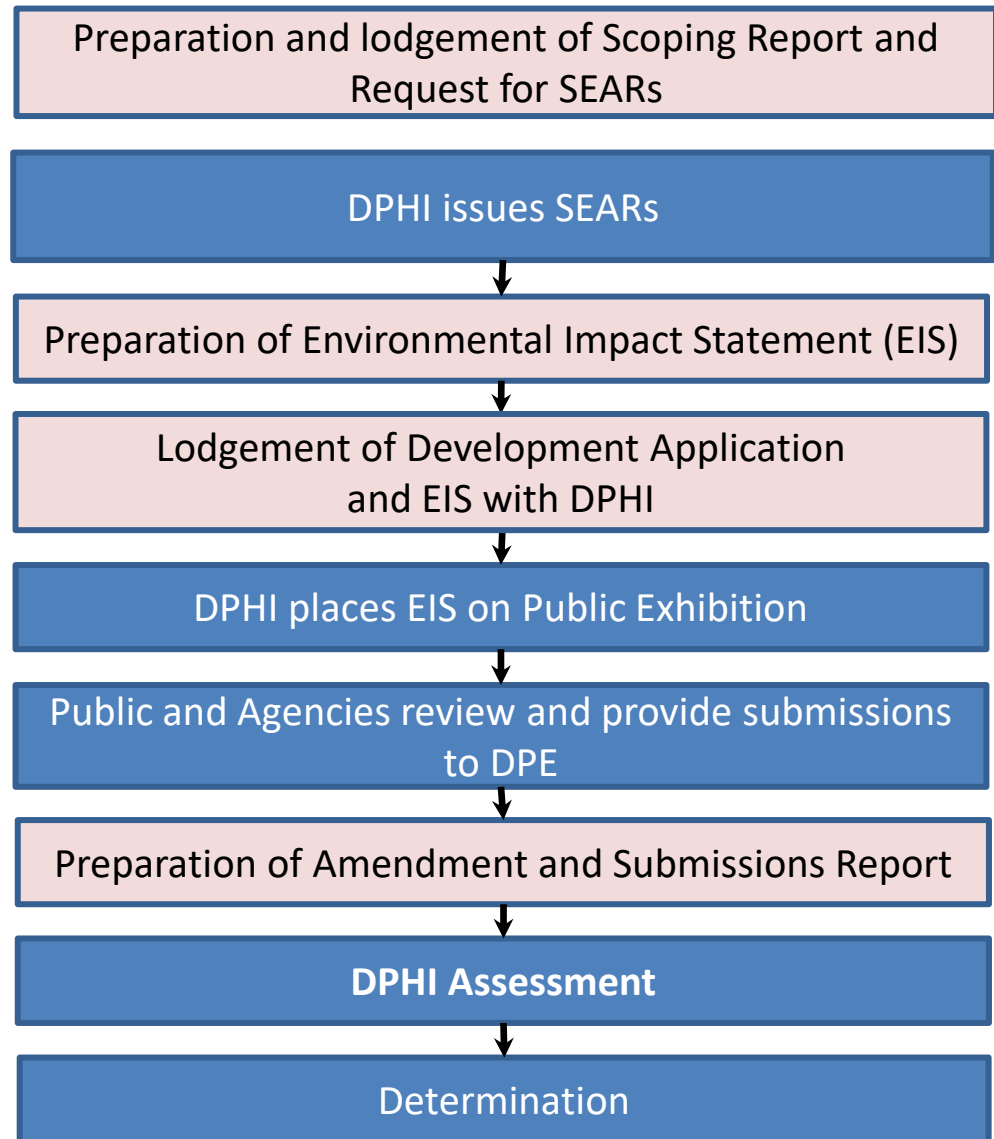 Preparation and lodgement of Scoping Report and
Request for SEARs
DPHI issues SEARs
Preparation of Environmental Impact Statement (EIS)
Lodgement of Development Application
and EIS with DPHI
DPHI places EIS on Public Exhibition
Public and Agencies review and provide submissions
to DPE
Preparation of Amendment and Submissions Report
DPHI Assessment
Determination